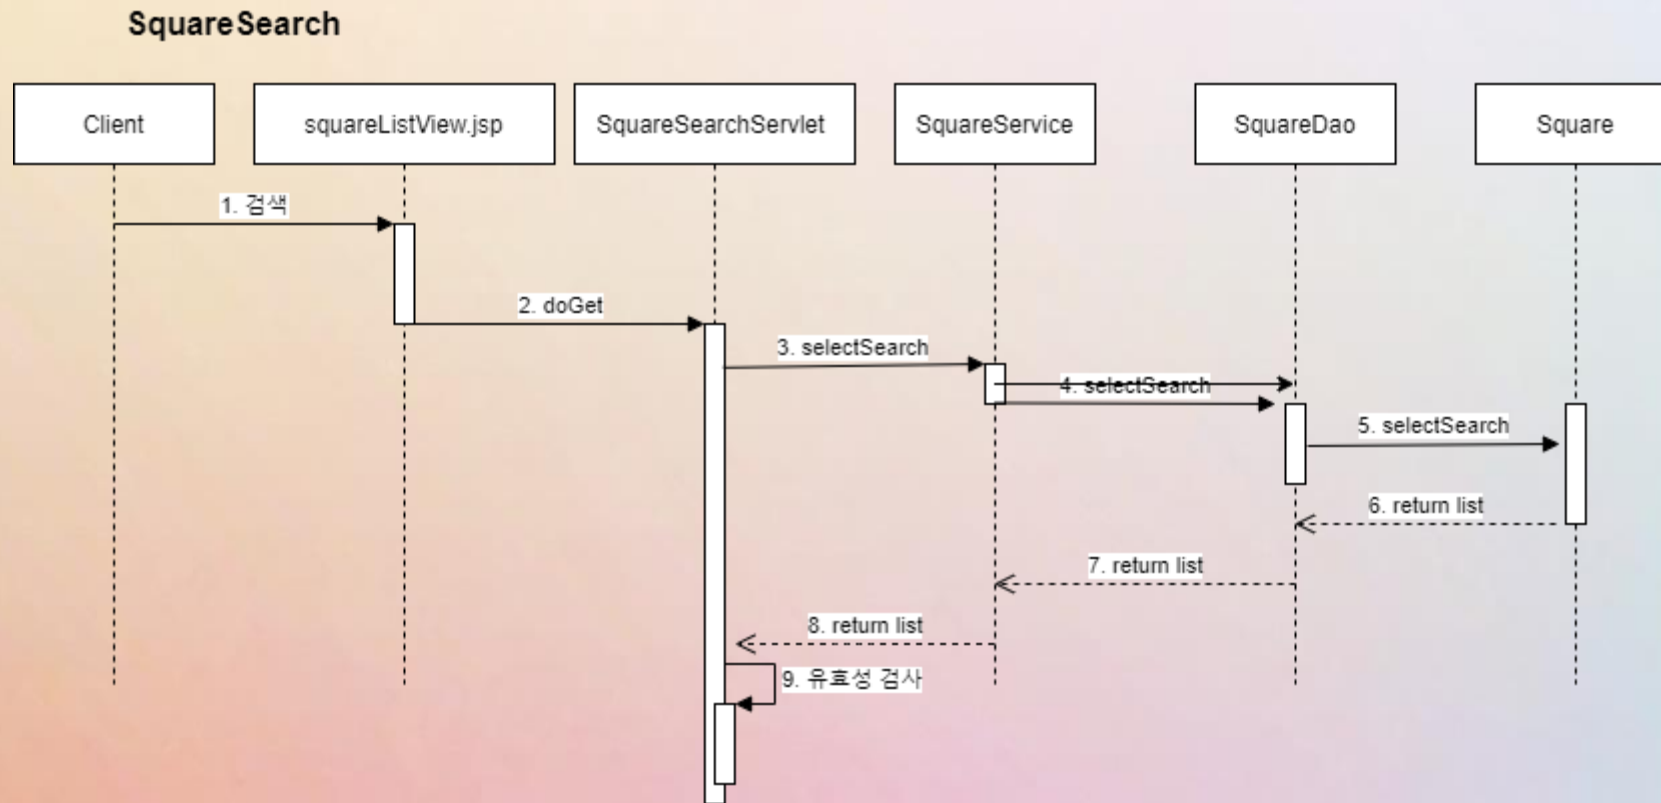 SquareSearch
Client
squareListView.jsp
SquareSearchServlet
SquareService
SquareDao
Square
1. 검색
2. doGet
3. selectSearch
4. selectSearch
5. selectSearch
6. return list
7. return list
8. return list
9. 유효성 검사